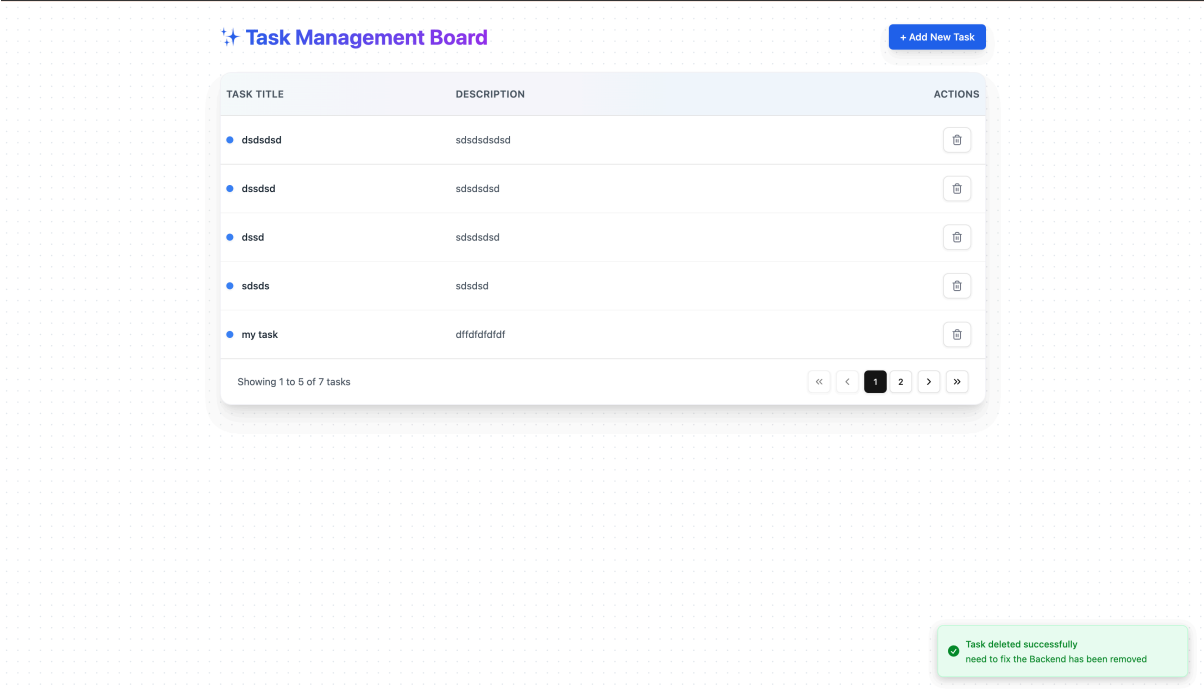 ✨ Task Management Board
+ Add New Task
TASK TITLE DESCRIPTION ACTIONS
dsdsdsd sdsdsdsdsd
dssdsd sdsdsdsd
dssd sdsdsdsd
sdsds sdsdsd
my task dffdfdfdfdf
Showing 1 to 5 of 7 tasks
« ‹ 1 2 › »
Task deleted successfully
need to fix the Backend has been removed